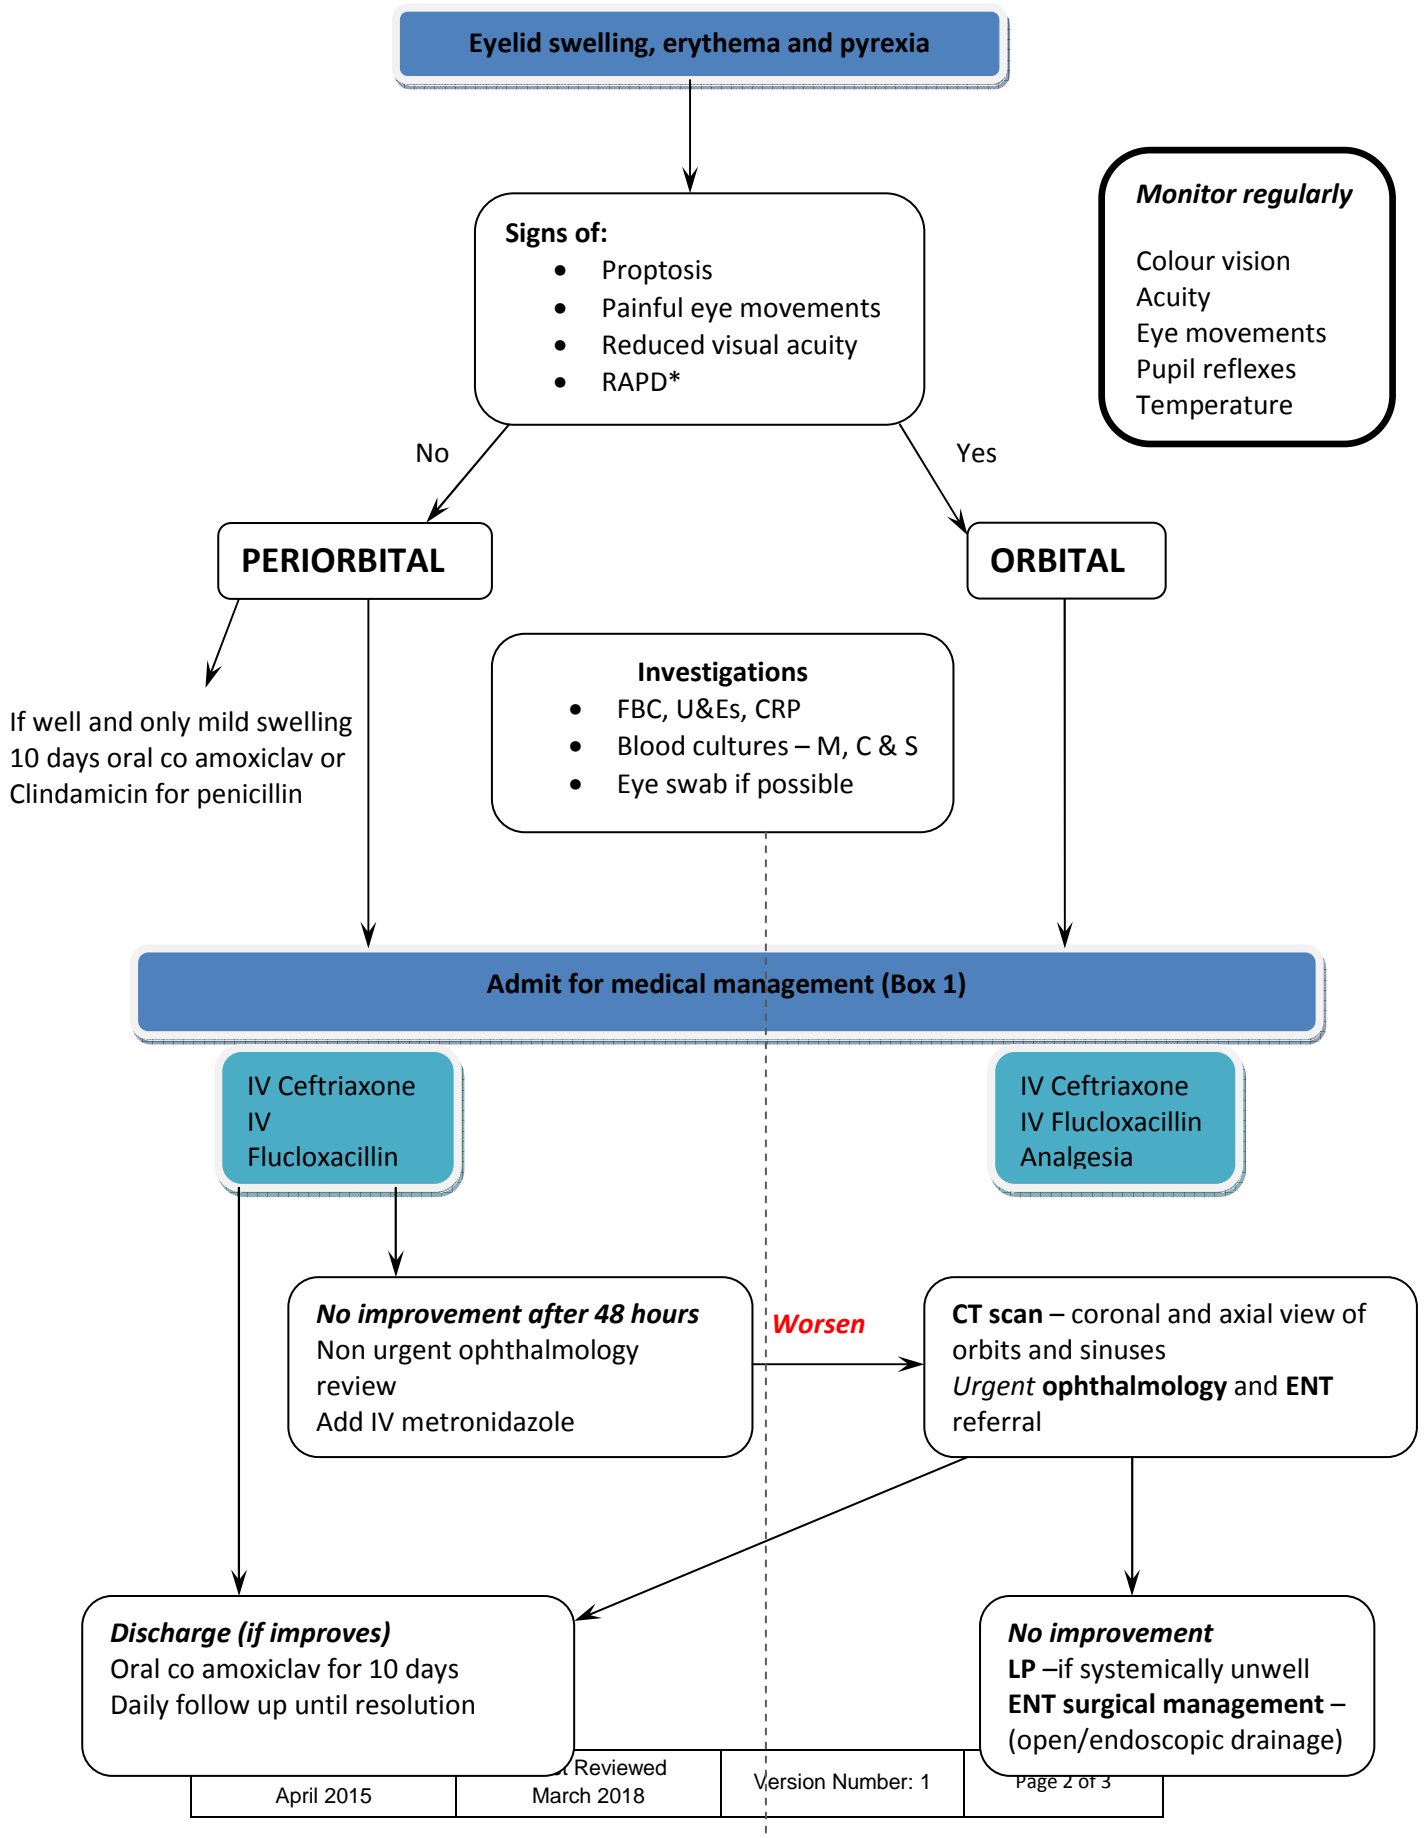 Eyelid swelling, erythema and pyrexia
Signs of:
• Proptosis
• Painful eye movements
• Reduced visual acuity
• RAPD*
Monitor regularly
Colour vision
Acuity
Eye movements
Pupil reflexes
Temperature
No
Yes
PERIORBITAL
ORBITAL
If well and only mild swelling
10 days oral co amoxiclav or
Clindamicin for penicillin
Investigations
• FBC, U&Es, CRP
• Blood cultures – M, C & S
• Eye swab if possible
Admit for medical management (Box 1)
IV Ceftriaxone
IV
Flucloxacillin
IV Ceftriaxone
IV Flucloxacillin
Analgesia
No improvement after 48 hours
Non urgent ophthalmology
review
Add IV metronidazole
Worsen
CT scan – coronal and axial view of
orbits and sinuses
Urgent ophthalmology and ENT
referral
Discharge (if improves)
Oral co amoxiclav for 10 days
Daily follow up until resolution
No improvement
LP –if systemically unwell
ENT surgical management –
(open/endoscopic drainage)
April 2015
Reviewed
March 2018
Version Number: 1
Page 2 of 3